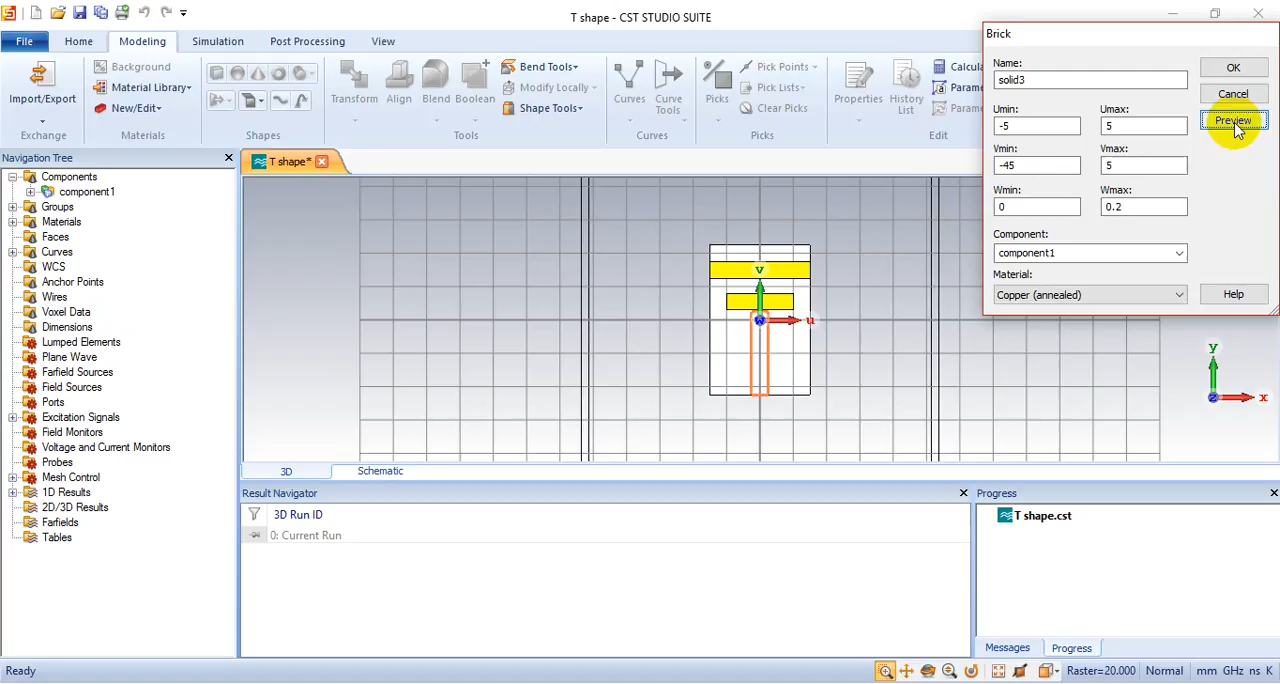 T shape - CST STUDIO SUITE
File
Home
Modeling
Simulation
Post Processing
View
Import/Export
Exchange
Background
Material Library
New/Edit
Materials
Shapes
Transform
Align
Blend
Boolean
Bend Tools
Modify Locally
Shape Tools
Tools
Curves
Curve Tools
Curves
Picks
Pick Points
Pick Lists
Clear Picks
Picks
Properties
History List
Calcula
Param
Param
Edit
Brick
Name:
solid3
OK
Cancel
Preview
Umin:
Umax:
-5
5
Vmin:
Vmax:
-45
5
Wmin:
Wmax:
0
0.2
Component:
component1
Material:
Copper (annealed)
Help
Navigation Tree
Components
component1
Groups
Materials
Faces
Curves
WCS
Anchor Points
Wires
Voxel Data
Dimensions
Lumped Elements
Plane Wave
Farfield Sources
Field Sources
Ports
Excitation Signals
Field Monitors
Voltage and Current Monitors
Probes
Mesh Control
1D Results
2D/3D Results
Farfields
Tables
T shape*
v
u
y
z
x
3D
Schematic
Result Navigator
3D Run ID
0: Current Run
Progress
T shape.cst
Messages
Progress
Ready
Raster=20.000
Normal
mm GHz ns K